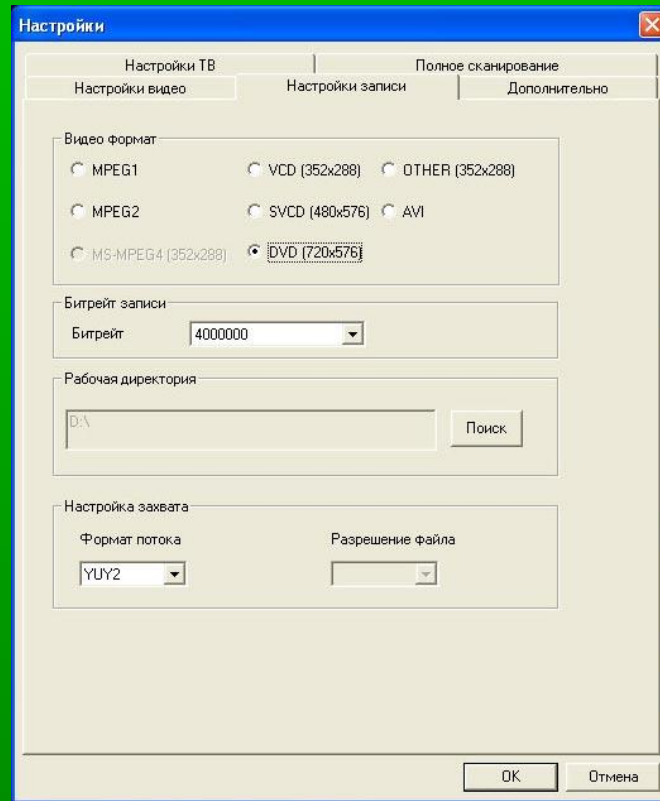 Настройки
Настройки ТВ Полное сканирование
Настройки видео Настройки записи Дополнительно
Видео формат
MPEG1 VCD (352x288) OTHER (352x288)
MPEG2 SVCD (480x576) AVI
MS-MPEG4 (352x288) DVD (720x576)
Битрейт записи
Битрейт 4000000
Рабочая директория
D:\ Поиск
Настройка захвата
Формат потока Разрешение файла
YUY2
OK Отмена